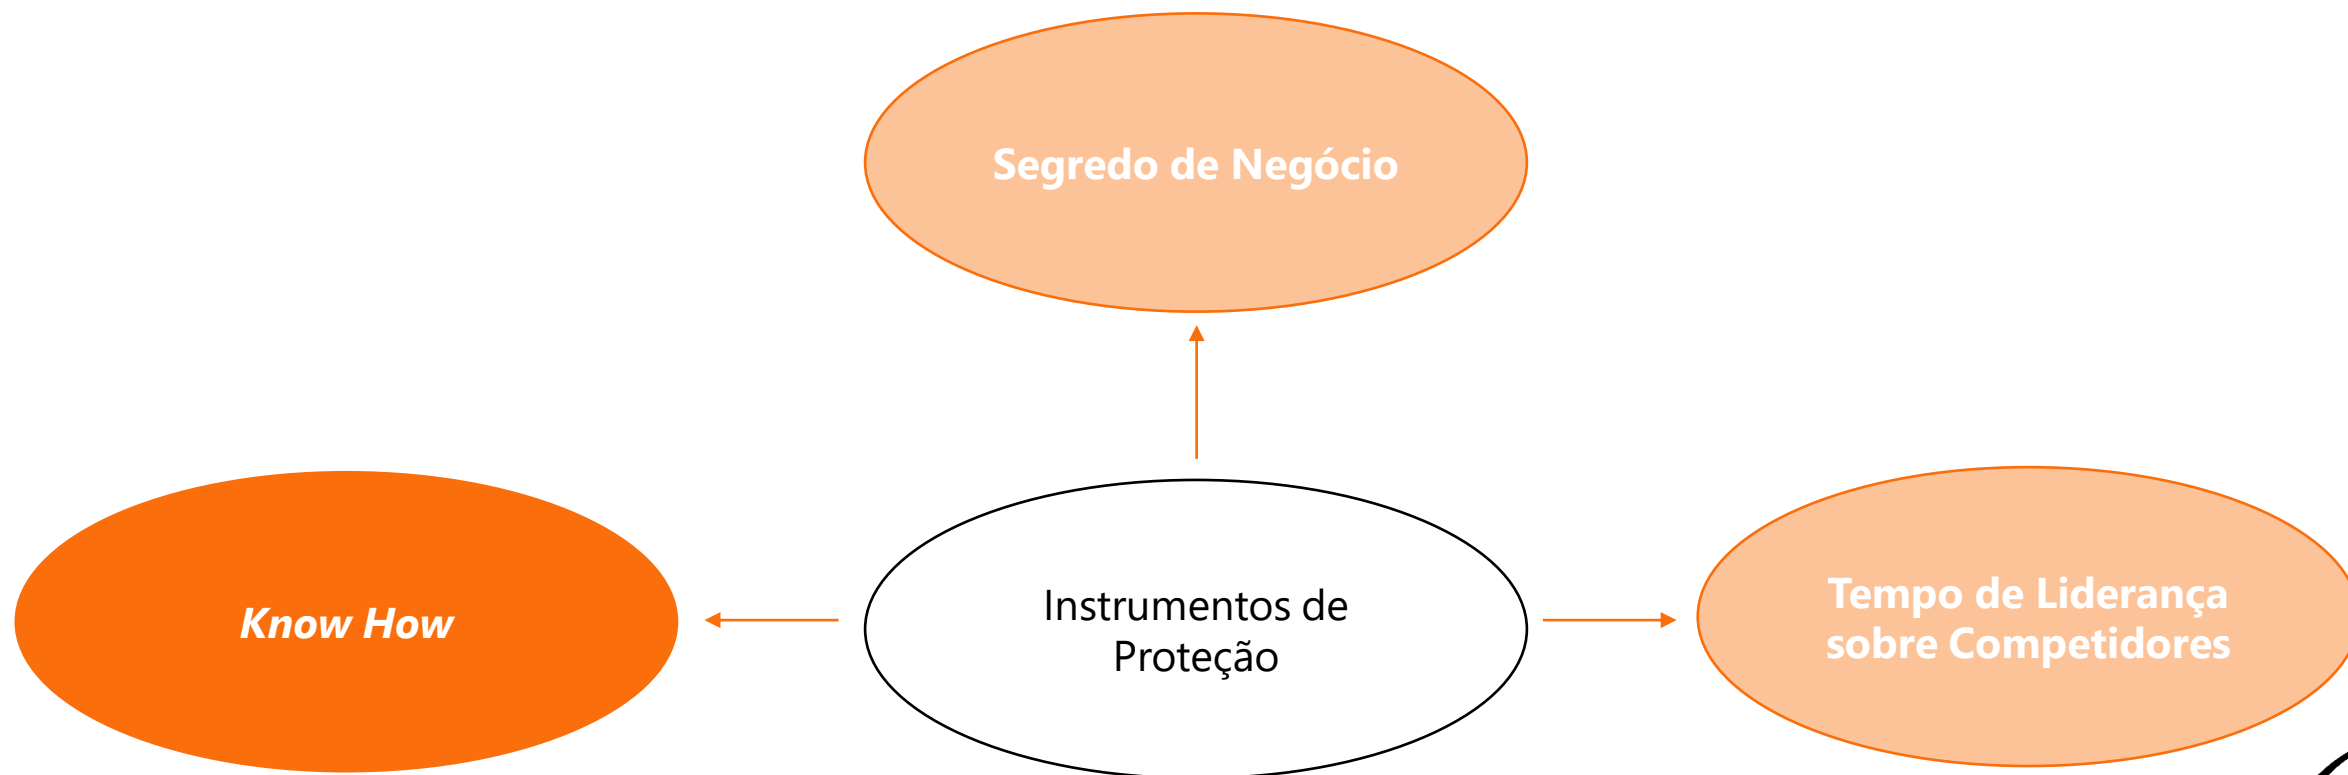 Segredo de Negócio
Know How
Instrumentos de
Proteção
Tempo de Liderança
sobre Competidores